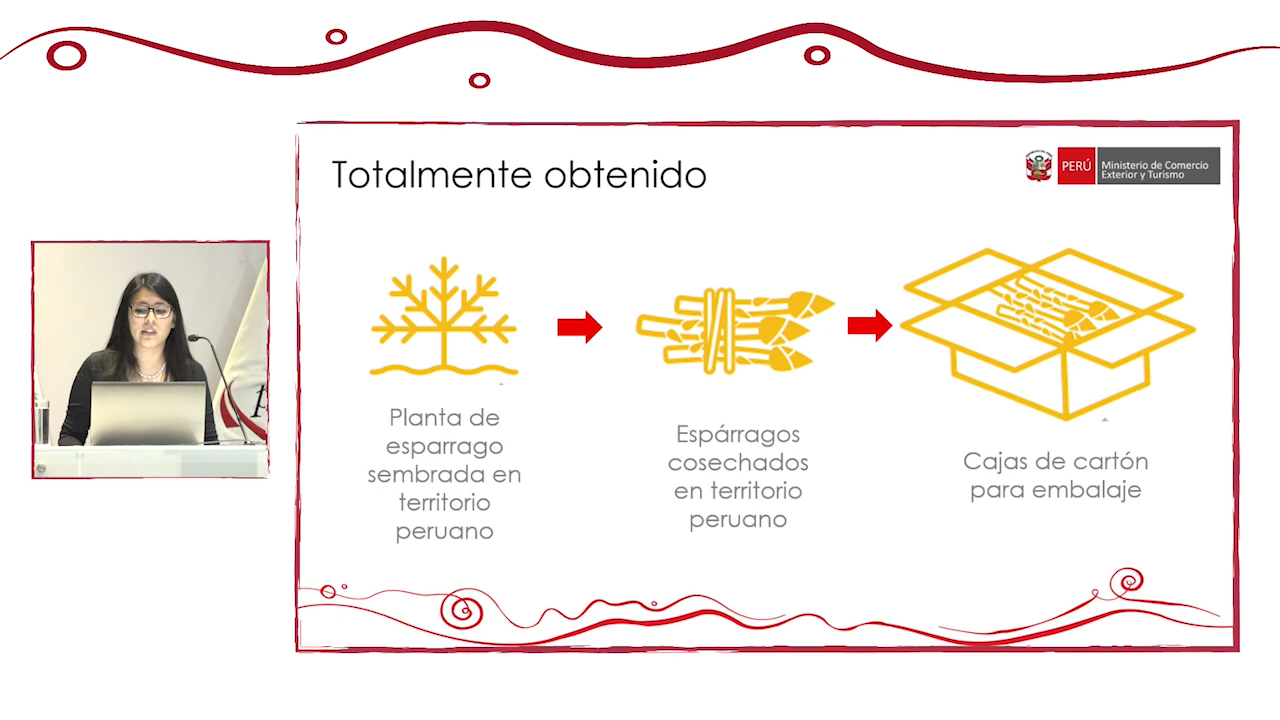 Totalmente obtenido
PERÚ
Ministerio de Comercio
Exterior y Turismo
Planta de
esparrago
sembrada en
territorio
peruano
Espárragos
cosechados
en territorio
peruano
Cajas de cartón
para embalaje